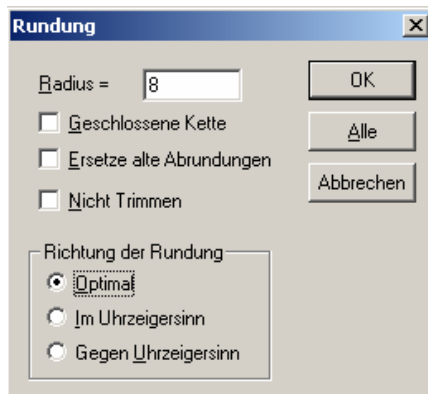 Rundung
Radius = 8
OK
Geschlossene Kette
Alle
Ersetze alte Abrundungen
Abbrechen
Nicht Trimmen
Richtung der Rundung
Optimal
Im Uhrzeigersinn
Gegen Uhrzeigersinn